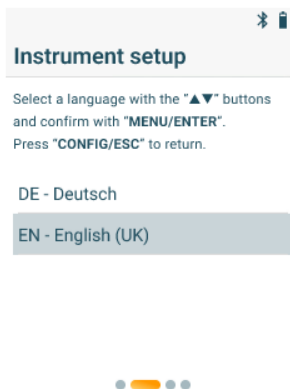 Instrument setup
Select a language with the "▲▼" buttons
and confirm with "MENU/ENTER".
Press "CONFIG/ESC" to return.
DE - Deutsch
EN - English (UK)